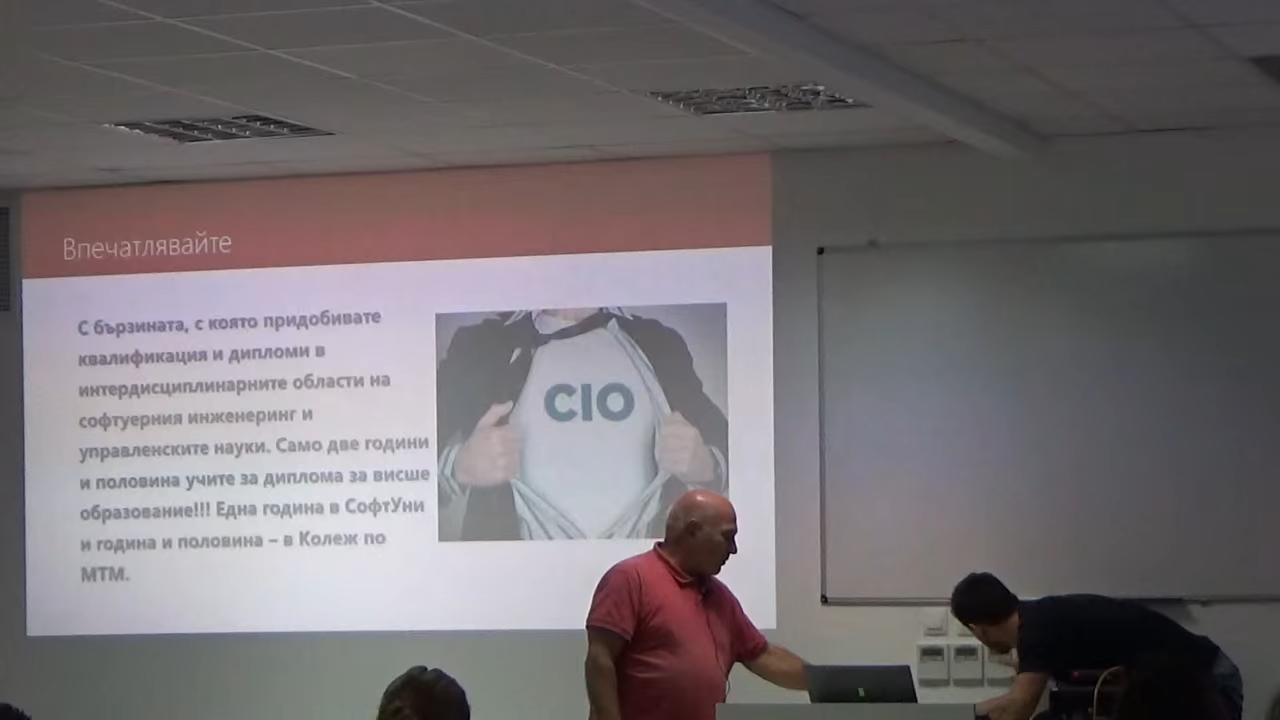 Впечатлявайте
С бързината, с която придобивате
квалификация и дипломи в
интердисциплинарните области на
софтуерния инженеринг и
управленските науки. Само две години
и половина учите за диплома за висше
образование!!! Една година в СофтУни
и година и половина – в Колеж по
МТМ.
CIO